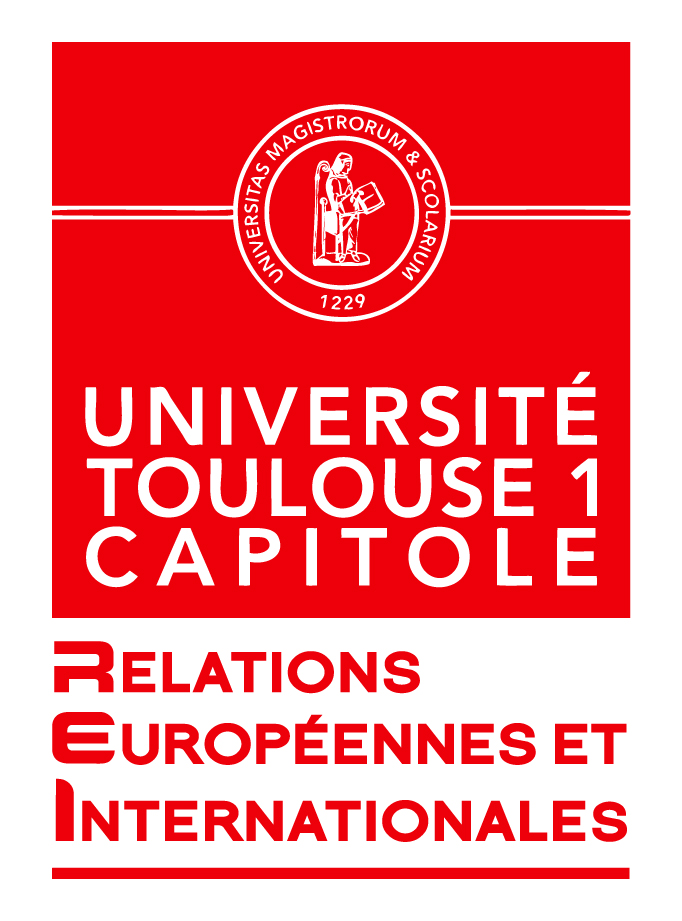 UNIVERSITAS MAGISTRORUM & SCOLARIUM
1229
UNIVERSITÉ
TOULOUSE 1
CAPITOLE
RELATIONS
EUROPÉENNES ET
INTERNATIONALES